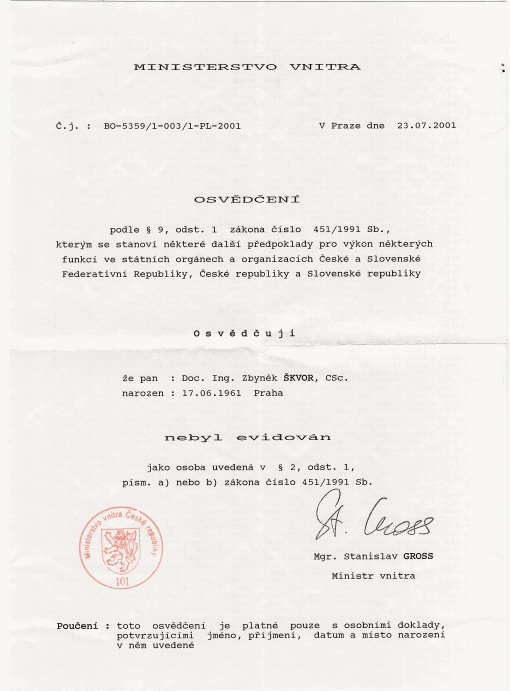 MINISTERSTVO VNITRA
Č.j. : BO-5359/1-003/1-PL-2001 V Praze dne 23.07.2001
OSVĚDČENÍ
podle § 9, odst. 1 zákona číslo 451/1991 Sb.,
kterým se stanoví některé další předpoklady pro výkon některých
funkcí ve státních orgánech a organizacích České a Slovenské
Federativní Republiky, České republiky a Slovenské republiky
Osvědčuji
že pan : Doc. Ing. Zbyněk ŠKVOR, CSc.
narozen : 17.06.1961 Praha
nebyl evidován
jako osoba uvedená v § 2, odst. 1,
písm. a) nebo b) zákona číslo 451/1991 Sb.
Ministerstvo vnitra České republiky
101
St. Gross
Mgr. Stanislav GROSS
Ministr vnitra
Poučení : toto osvědčení je platné pouze s osobními doklady,
potvrzujícími jméno, příjmení, datum a místo narození
v něm uvedené